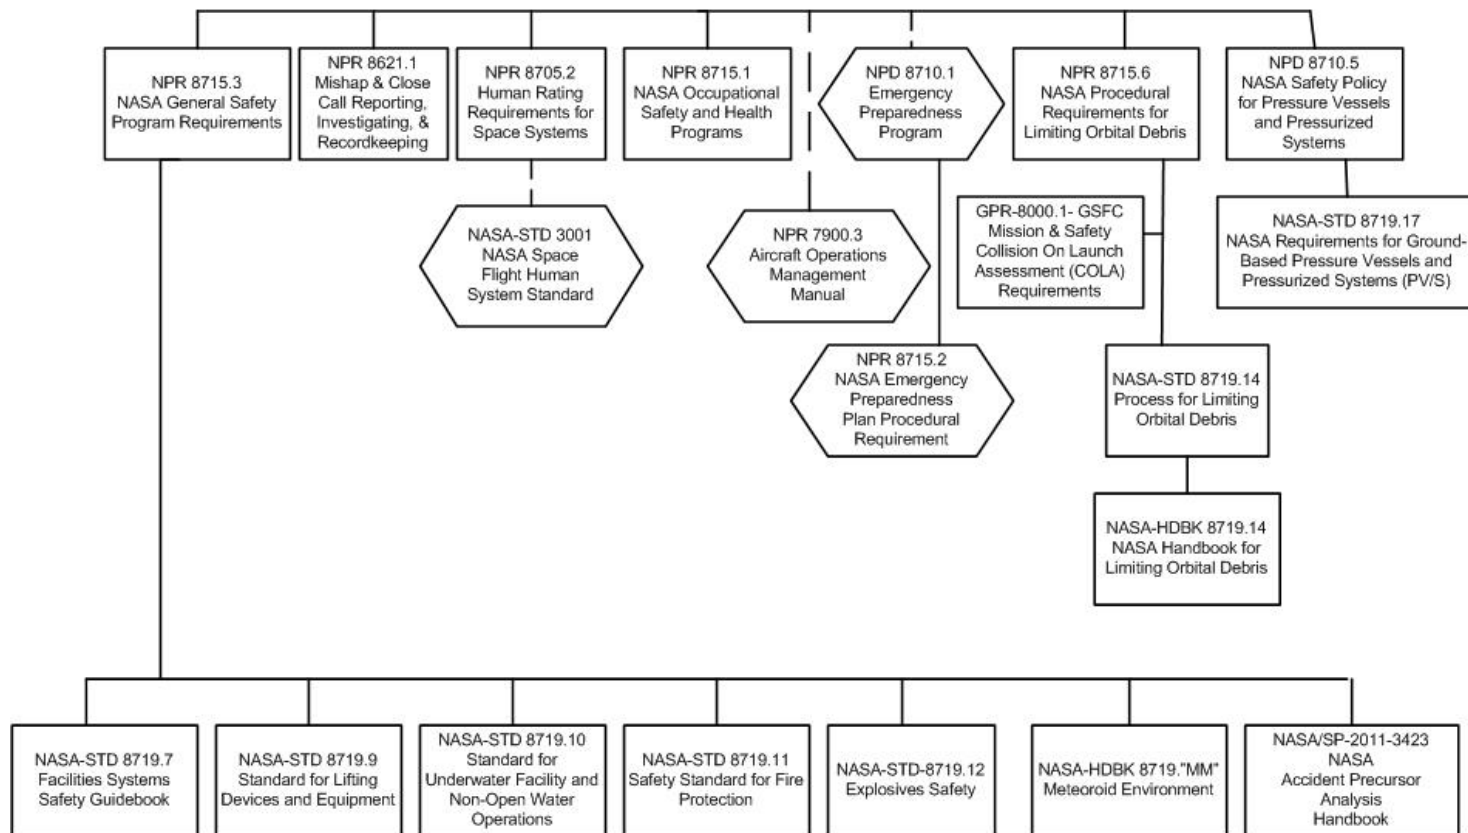 NPR 8715.3
NASA General Safety
Program Requirements
NPR 8621.1
Mishap & Close
Call Reporting,
Investigating, &
Recordkeeping
NPR 8705.2
Human Rating
Requirements for
Space Systems
NPR 8715.1
NASA Occupational
Safety and Health
Programs
NPD 8710.1
Emergency
Preparedness
Program
NPR 8715.6
NASA Procedural
Requirements for
Limiting Orbital Debris
NPD 8710.5
NASA Safety Policy
for Pressure Vessels
and Pressurized
Systems
NASA-STD 3001
NASA Space
Flight Human
System Standard
NPR 7900.3
Aircraft Operations
Management
Manual
GPR-8000.1- GSFC
Mission & Safety
Collision On Launch
Assessment (COLA)
Requirements
NASA-STD 8719.17
NASA Requirements for Ground-
Based Pressure Vessels and
Pressurized Systems (PV/S)
NPR 8715.2
NASA Emergency
Preparedness
Plan Procedural
Requirement
NASA-STD 8719.14
Process for Limiting
Orbital Debris
NASA-HDBK 8719.14
NASA Handbook for
Limiting Orbital Debris
NASA-STD 8719.7
Facilities Systems
Safety Guidebook
NASA-STD 8719.9
Standard for Lifting
Devices and Equipment
NASA-STD 8719.10
Standard for
Underwater Facility and
Non-Open Water
Operations
NASA-STD 8719.11
Safety Standard for Fire
Protection
NASA-STD-8719.12
Explosives Safety
NASA-HDBK 8719."MM"
Meteoroid Environment
NASA/SP-2011-3423
NASA
Accident Precursor
Analysis
Handbook